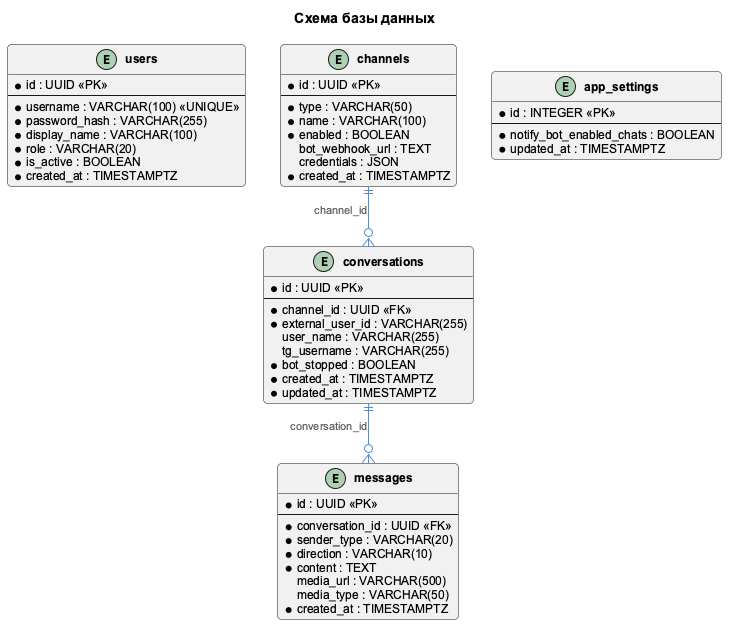 Схема базы данных
E users
id : UUID «PK»
username : VARCHAR(100) «UNIQUE»
password_hash : VARCHAR(255)
display_name : VARCHAR(100)
role : VARCHAR(20)
is_active : BOOLEAN
created_at : TIMESTAMPTZ
E channels
id : UUID «PK»
type : VARCHAR(50)
name : VARCHAR(100)
enabled : BOOLEAN
bot_webhook_url : TEXT
credentials : JSON
created_at : TIMESTAMPTZ
E app_settings
id : INTEGER «PK»
notify_bot_enabled_chats : BOOLEAN
updated_at : TIMESTAMPTZ
channel_id
E conversations
id : UUID «PK»
channel_id : UUID «FK»
external_user_id : VARCHAR(255)
user_name : VARCHAR(255)
tg_username : VARCHAR(255)
bot_stopped : BOOLEAN
created_at : TIMESTAMPTZ
updated_at : TIMESTAMPTZ
conversation_id
E messages
id : UUID «PK»
conversation_id : UUID «FK»
sender_type : VARCHAR(20)
direction : VARCHAR(10)
content : TEXT
media_url : VARCHAR(500)
media_type : VARCHAR(50)
created_at : TIMESTAMPTZ